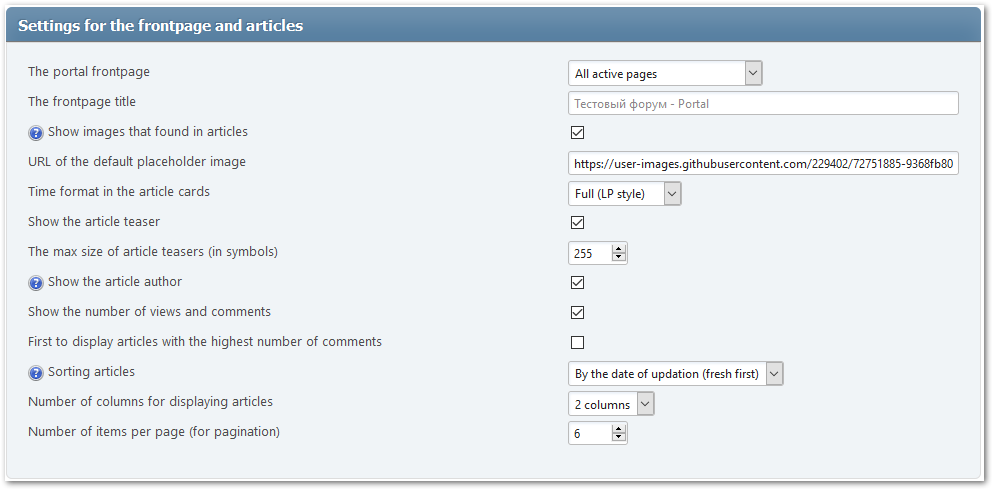 Settings for the frontpage and articles
The portal frontpage All active pages
The frontpage title Тестовый форум - Portal
? Show images that found in articles
URL of the default placeholder image https://user-images.githubusercontent.com/229402/72751885-9368fb80
Time format in the article cards Full (LP style)
Show the article teaser
The max size of article teasers (in symbols) 255
? Show the article author
Show the number of views and comments
First to display articles with the highest number of comments
? Sorting articles By the date of updation (fresh first)
Number of columns for displaying articles 2 columns
Number of items per page (for pagination) 6